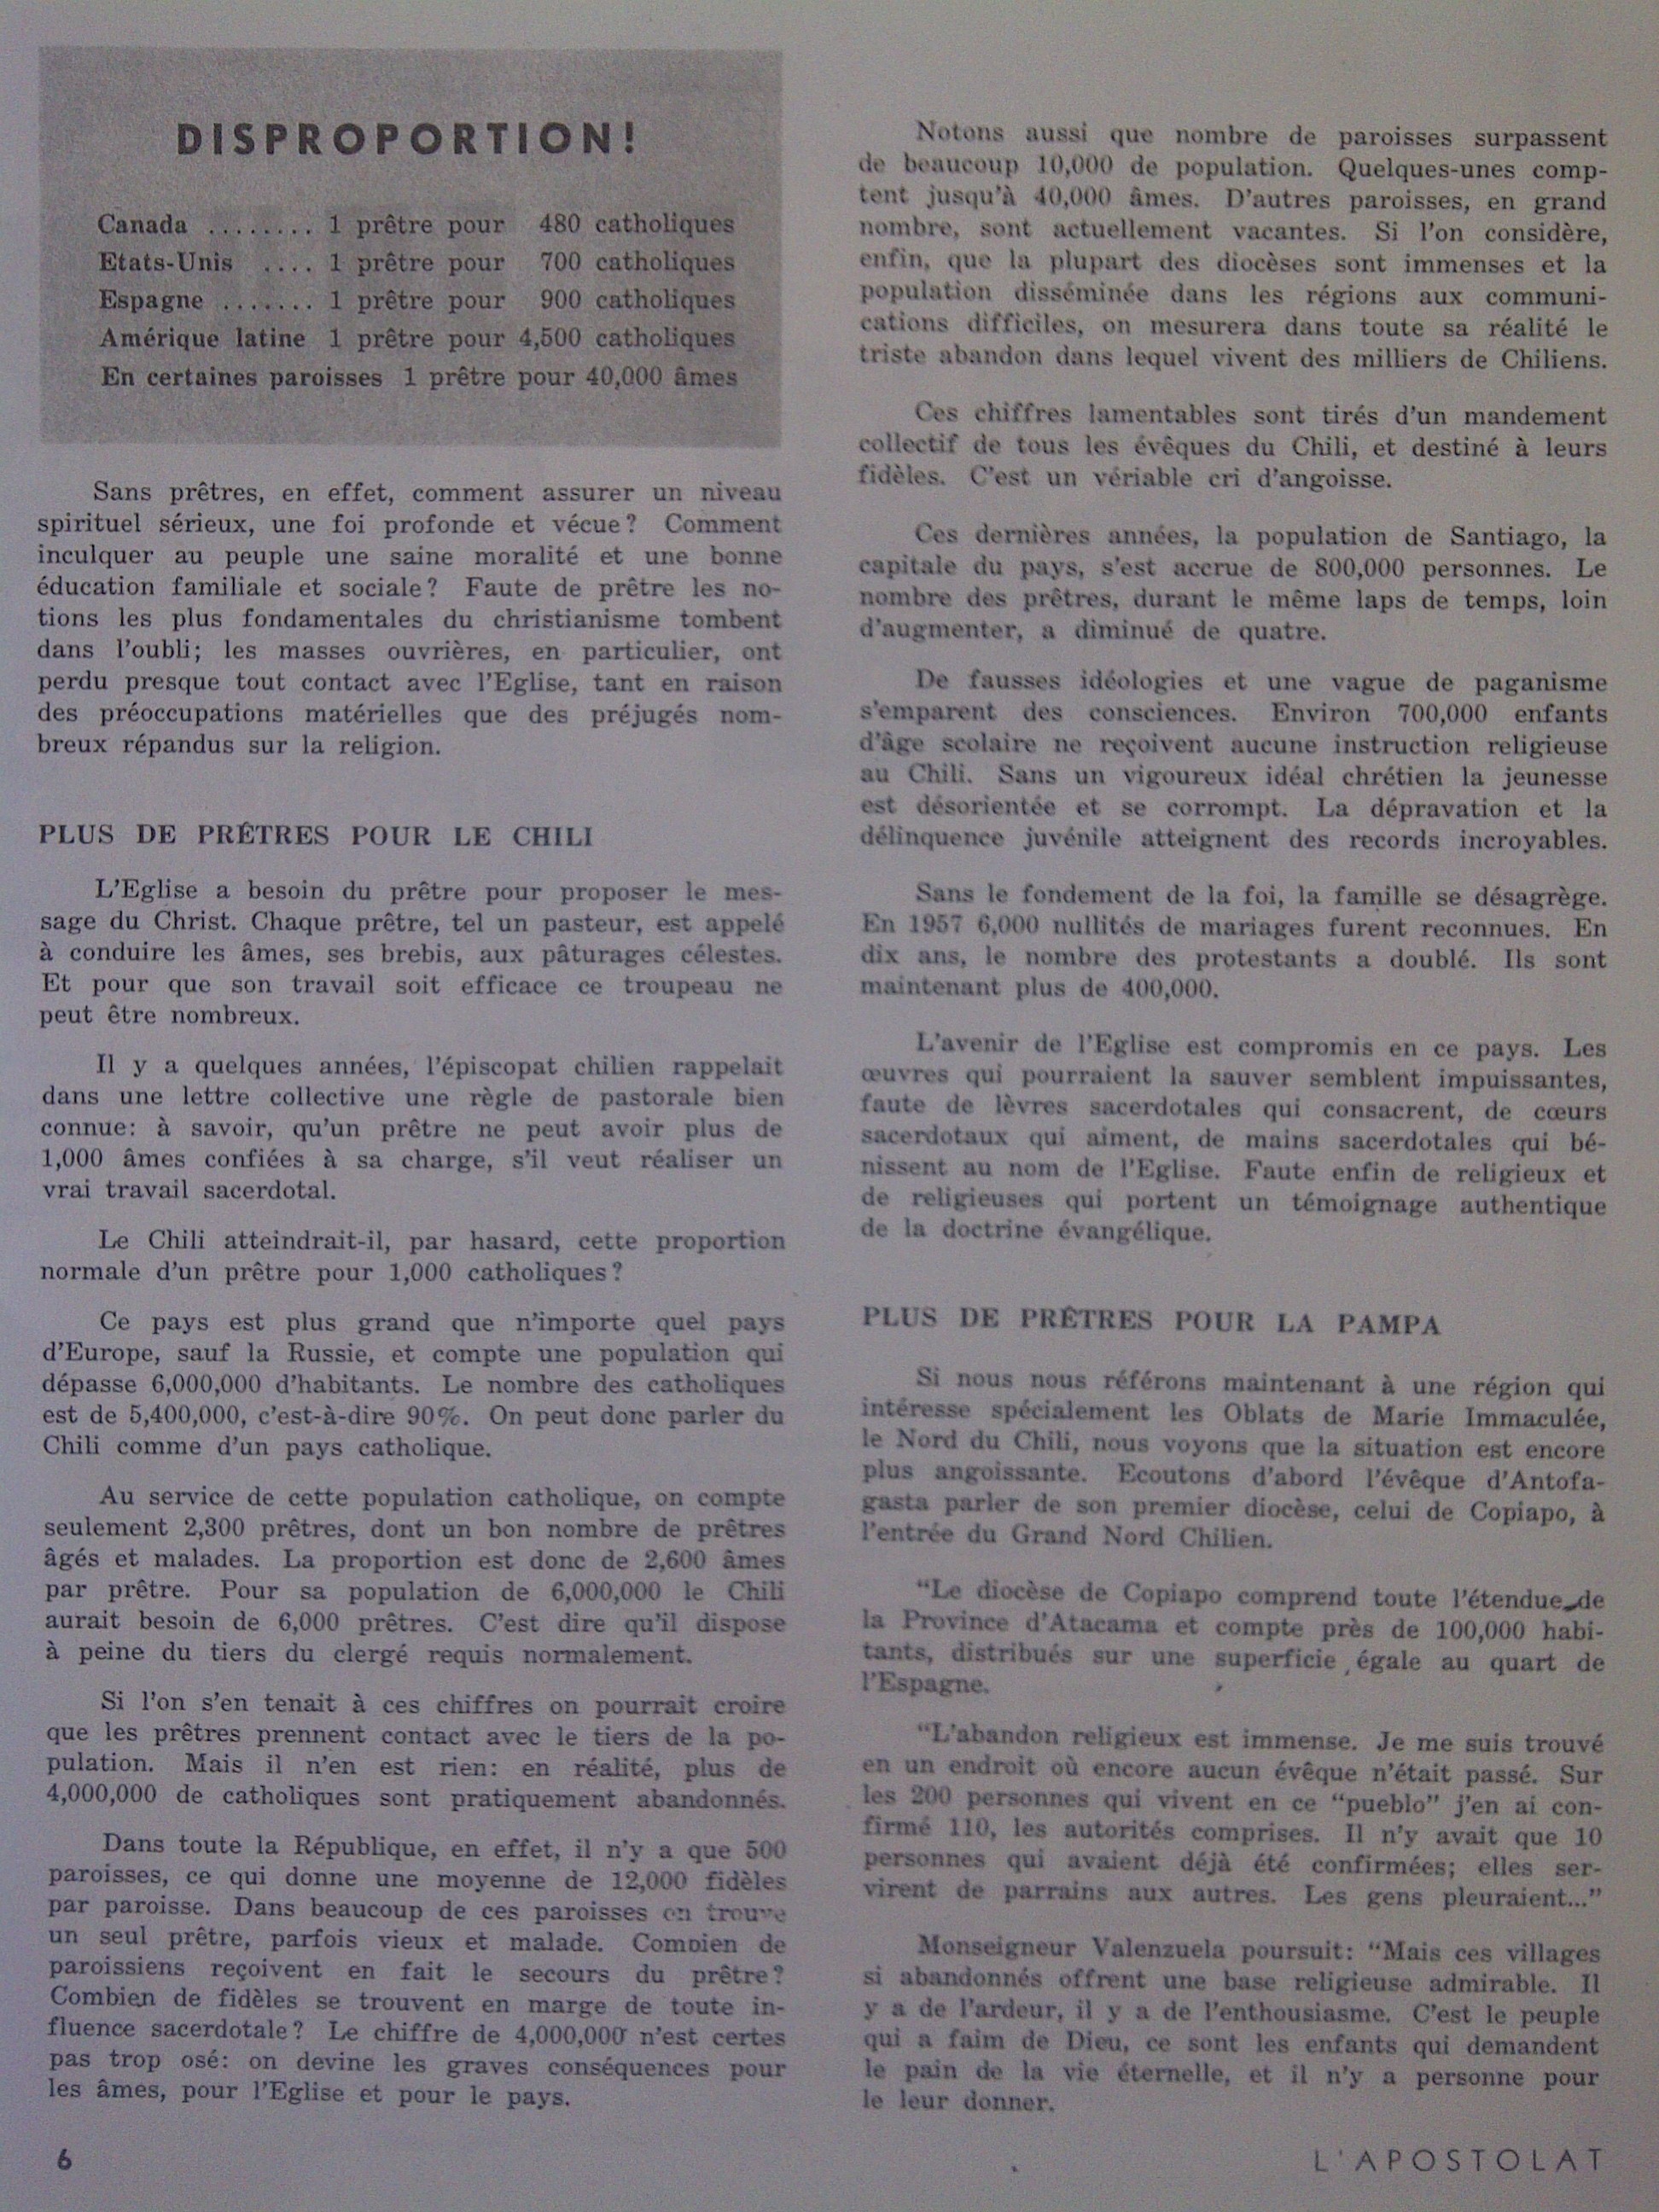 DISPROPORTION!
Canada ........ 1 prêtre pour 480 catholiques
Etats-Unis .... 1 prêtre pour 700 catholiques
Espagne ....... 1 prêtre pour 900 catholiques
Amérique latine 1 prêtre pour 4,500 catholiques
En certaines paroisses 1 prêtre pour 40,000 âmes
Sans prêtres, en effet, comment assurer un niveau
spirituel sérieux, une foi profonde et vécue? Comment
inculquer au peuple une saine moralité et une bonne
éducation familiale et sociale? Faute de prêtre les no-
tions les plus fondamentales du christianisme tombent
dans l'oubli; les masses ouvrières, en particulier, ont
perdu presque tout contact avec l'Eglise, tant en raison
des préoccupations matérielles que des préjugés nom-
breux répandus sur la religion.
PLUS DE PRÊTRES POUR LE CHILI
L'Eglise a besoin du prêtre pour proposer le mes-
sage du Christ. Chaque prêtre, tel un pasteur, est appelé
à conduire les âmes, ses brebis, aux pâturages célestes.
Et pour que son travail soit efficace ce troupeau ne
peut être nombreux.
Il y a quelques années, l'épiscopat chilien rappelait
dans une lettre collective une règle de pastorale bien
connue: à savoir, qu'un prêtre ne peut avoir plus de
1,000 âmes confiées à sa charge, s'il veut réaliser un
vrai travail sacerdotal.
Le Chili atteindrait-il, par hasard, cette proportion
normale d'un prêtre pour 1,000 catholiques?
Ce pays est plus grand que n'importe quel pays
d'Europe, sauf la Russie, et compte une population qui
dépasse 6,000,000 d'habitants. Le nombre des catholiques
est de 5,400,000, c'est-à-dire 90%. On peut donc parler du
Chili comme d'un pays catholique.
Au service de cette population catholique, on compte
seulement 2,300 prêtres, dont un bon nombre de prêtres
âgés et malades. La proportion est donc de 2,600 âmes
par prêtre. Pour sa population de 6,000,000 le Chili
aurait besoin de 6,000 prêtres. C'est dire qu'il dispose
à peine du tiers du clergé requis normalement.
Si l'on s'en tenait à ces chiffres on pourrait croire
que les prêtres prennent contact avec le tiers de la po-
pulation. Mais il n'en est rien: en réalité, plus de
4,000,000 de catholiques sont pratiquement abandonnés.
Dans toute la République, en effet, il n'y a que 500
paroisses, ce qui donne une moyenne de 12,000 fidèles
par paroisse. Dans beaucoup de ces paroisses on trouve
un seul prêtre, parfois vieux et malade. Combien de
paroissiens reçoivent en fait le secours du prêtre?
Combien de fidèles se trouvent en marge de toute in-
fluence sacerdotale? Le chiffre de 4,000,000 n'est certes
pas trop osé: on devine les graves conséquences pour
les âmes, pour l'Eglise et pour le pays.
Notons aussi que nombre de paroisses surpassent
de beaucoup 10,000 de population. Quelques-unes comp-
tent jusqu'à 40,000 âmes. D'autres paroisses, en grand
nombre, sont actuellement vacantes. Si l'on considère,
enfin, que la plupart des diocèses sont immenses et la
population disséminée dans les régions aux communi-
cations difficiles, on mesurera dans toute sa réalité le
triste abandon dans lequel vivent des milliers de Chiliens.
Ces chiffres lamentables sont tirés d'un mandement
collectif de tous les évêques du Chili, et destiné à leurs
fidèles. C'est un vériable cri d'angoisse.
Ces dernières années, la population de Santiago, la
capitale du pays, s'est accrue de 800,000 personnes. Le
nombre des prêtres, durant le même laps de temps, loin
d'augmenter, a diminué de quatre.
De fausses idéologies et une vague de paganisme
s'emparent des consciences. Environ 700,000 enfants
d'âge scolaire ne reçoivent aucune instruction religieuse
au Chili. Sans un vigoureux idéal chrétien la jeunesse
est désorientée et se corrompt. La dépravation et la
délinquence juvénile atteignent des records incroyables.
Sans le fondement de la foi, la famille se désagrège.
En 1957 6,000 nullités de mariages furent reconnues. En
dix ans, le nombre des protestants a doublé. Ils sont
maintenant plus de 400,000.
L'avenir de l'Eglise est compromis en ce pays. Les
œuvres qui pourraient la sauver semblent impuissantes,
faute de lèvres sacerdotales qui consacrent, de cœurs
sacerdotaux qui aiment, de mains sacerdotales qui bé-
nissent au nom de l'Eglise. Faute enfin de religieux et
de religieuses qui portent un témoignage authentique
de la doctrine évangélique.
PLUS DE PRÊTRES POUR LA PAMPA
Si nous nous référons maintenant à une région qui
intéresse spécialement les Oblats de Marie Immaculée,
le Nord du Chili, nous voyons que la situation est encore
plus angoissante. Ecoutons d'abord l'évêque d'Antofa-
gasta parler de son premier diocèse, celui de Copiapo, à
l'entrée du Grand Nord Chilien.
"Le diocèse de Copiapo comprend toute l'étendue de
la Province d'Atacama et compte près de 100,000 habi-
tants, distribués sur une superficie égale au quart de
l'Espagne.
"L'abandon religieux est immense. Je me suis trouvé
en un endroit où encore aucun évêque n'était passé. Sur
les 200 personnes qui vivent en ce "pueblo" j'en ai con-
firmé 110, les autorités comprises. Il n'y avait que 10
personnes qui avaient déjà été confirmées; elles ser-
virent de parrains aux autres. Les gens pleuraient..."
Monseigneur Valenzuela poursuit: "Mais ces villages
si abandonnés offrent une base religieuse admirable. Il
y a de l'ardeur, il y a de l'enthousiasme. C'est le peuple
qui a faim de Dieu, ce sont les enfants qui demandent
le pain de la vie éternelle, et il n'y a personne pour
le leur donner.
6
L'APOSTOLAT